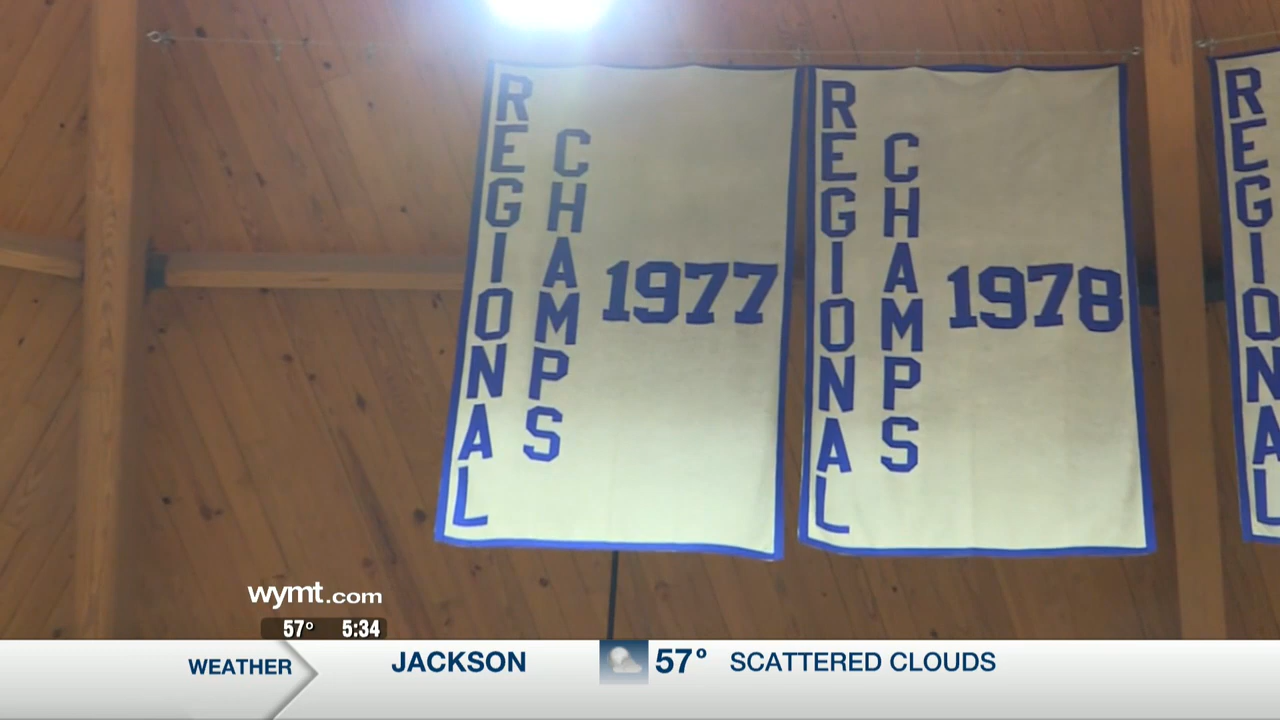 REGIONAL
CHAMPS
1977
REGIONAL
CHAMPS
1978
REGIONAL
wymt.com
57° 5:34
WEATHER JACKSON 57° SCATTERED CLOUDS